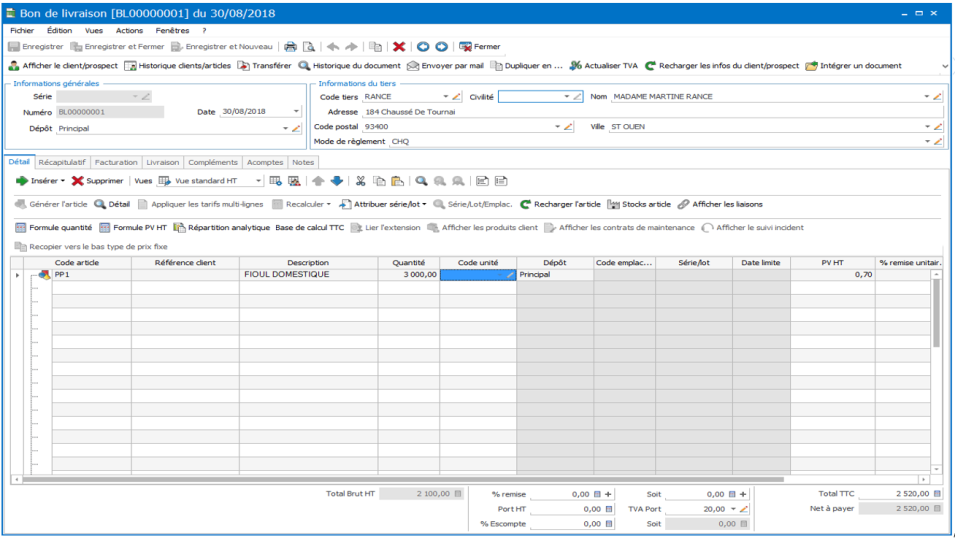 Bon de livraison [BL00000001] du 30/08/2018
Fichier Édition Vues Actions Fenêtres ?
Enregistrer Enregistrer et Fermer Enregistrer et Nouveau Fermer
Afficher le client/prospect Historique clients/articles Transférer Historique du document Envoyer par mail Dupliquer en ... Actualiser TVA Recharger les infos du client/prospect Intégrer un document
Informations générales
Série
Numéro BL00000001 Date 30/08/2018
Dépôt Principal
Informations du tiers
Code tiers RANCE Civilité Nom MADAME MARTINE RANCE
Adresse 184 Chaussé De Tournai
Code postal 93400 Ville ST OUEN
Mode de règlement CHQ
Détail Récapitulatif Facturation Livraison Compléments Acomptes Notes
Insérer Supprimer Vues Vue standard HT
Générer l'article Détail Appliquer les tarifs multi-lignes Recalculer Attribuer série/lot Série/Lot/Emplac. Recharger l'article Stocks article Afficher les liaisons
Formule quantité Formule PV HT Répartition analytique Base de calcul TTC Lier l'extension Afficher les produits client Afficher les contrats de maintenance Afficher le suivi incident
Recopier vers le bas type de prix fixe
Code article Référence client Description Quantité Code unité Dépôt Code emplac... Série/lot Date limite PV HT % remise unitair.
PP1 FIOUL DOMESTIQUE 3 000,00 Principal 0,70
Total Brut HT 2 100,00 % remise 0,00 Soit 0,00 Total TTC 2 520,00
Port HT 0,00 TVA Port 20,00 Net à payer 2 520,00
% Escompte 0,00 Soit 0,00